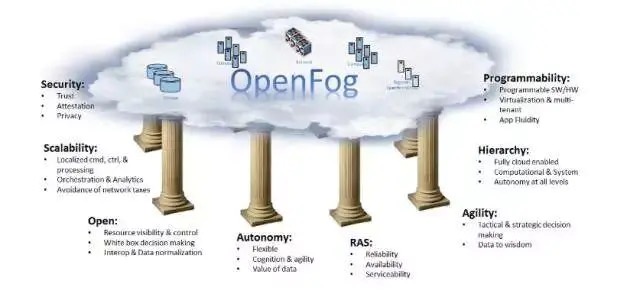 OpenFog
Security:
• Trust
• Attestation
• Privacy
Scalability:
• Localized cmd, ctrl, &
processing
• Orchestration & Analytics
• Avoidance of network taxes
Open:
• Resource visibility & control
• White box decision making
• Interop & Data normalization
Autonomy:
• Flexible
• Cognition & agility
• Value of data
RAS:
• Reliability
• Availability
• Serviceability
Agility:
• Tactical & strategic decision
making
• Data to wisdom
Hierarchy:
• Fully cloud enabled
• Computational & System
• Autonomy at all levels
Programmability:
• Programmable SW/HW
• Virtualization & multi-
tenant
• App Fluidity